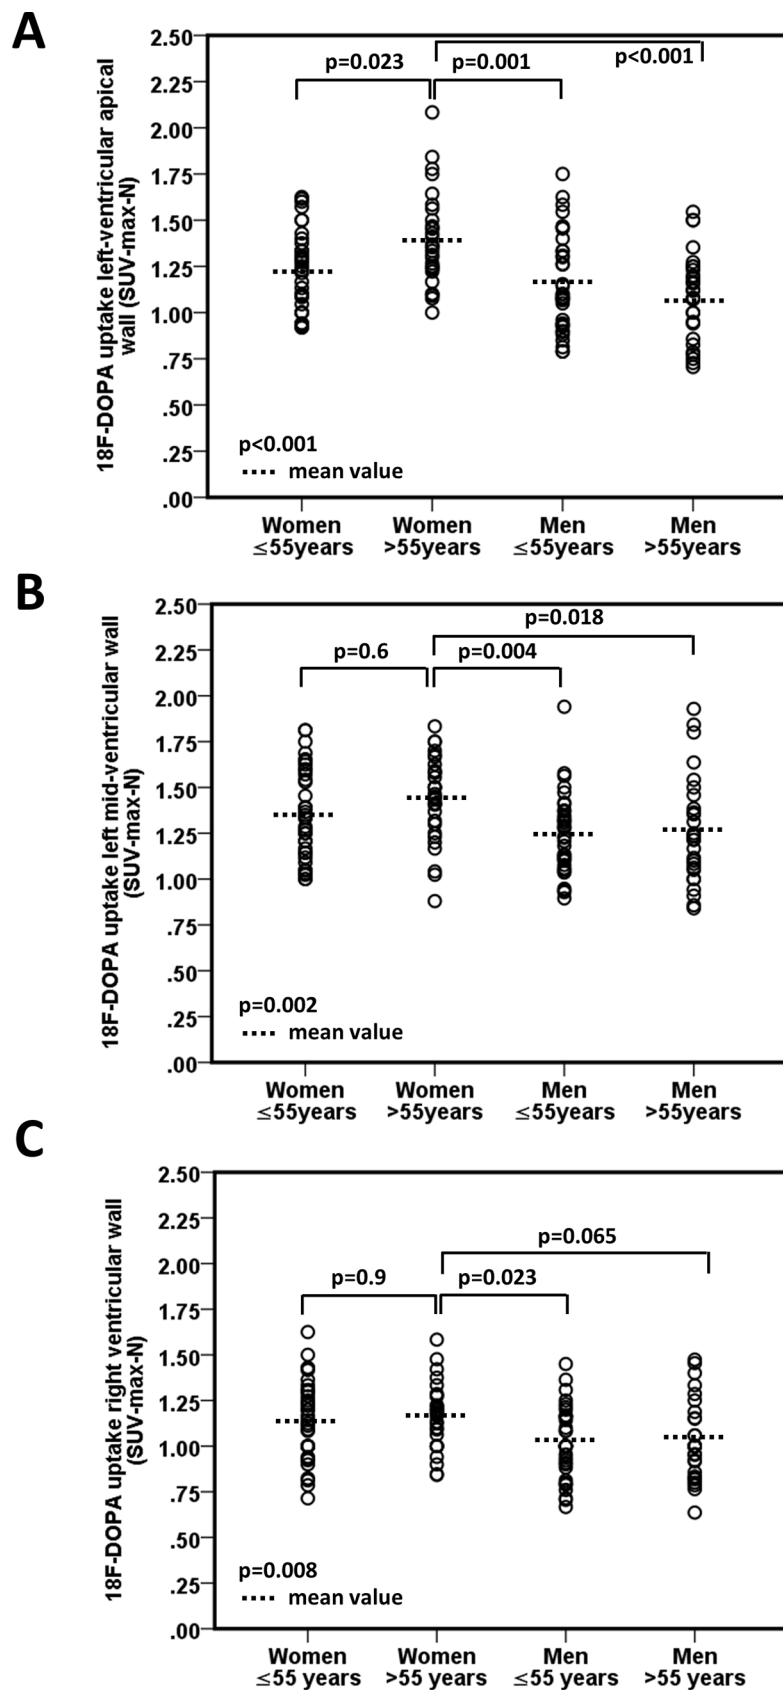 A
18F-DOPA uptake left-ventricular apical
wall (SUV-max-N)
2.50
2.25
2.00
1.75
1.50
1.25
1.00
.75
.50
.25
.00
p=0.023
p=0.001
p<0.001
p<0.001
mean value
Women
≤55years
Women
>55years
Men
≤55years
Men
>55years
B
18F-DOPA uptake left mid-ventricular wall
(SUV-max-N)
2.50
2.25
2.00
1.75
1.50
1.25
1.00
.75
.50
.25
.00
p=0.018
p=0.6
p=0.004
p=0.002
mean value
Women
≤55years
Women
>55years
Men
≤55years
Men
>55years
C
18F-DOPA uptake right ventricular wall
(SUV-max-N)
2.50
2.25
2.00
1.75
1.50
1.25
1.00
.75
.50
.25
.00
p=0.065
p=0.9
p=0.023
p=0.008
mean value
Women
≤55 years
Women
>55 years
Men
≤55 years
Men
>55 years